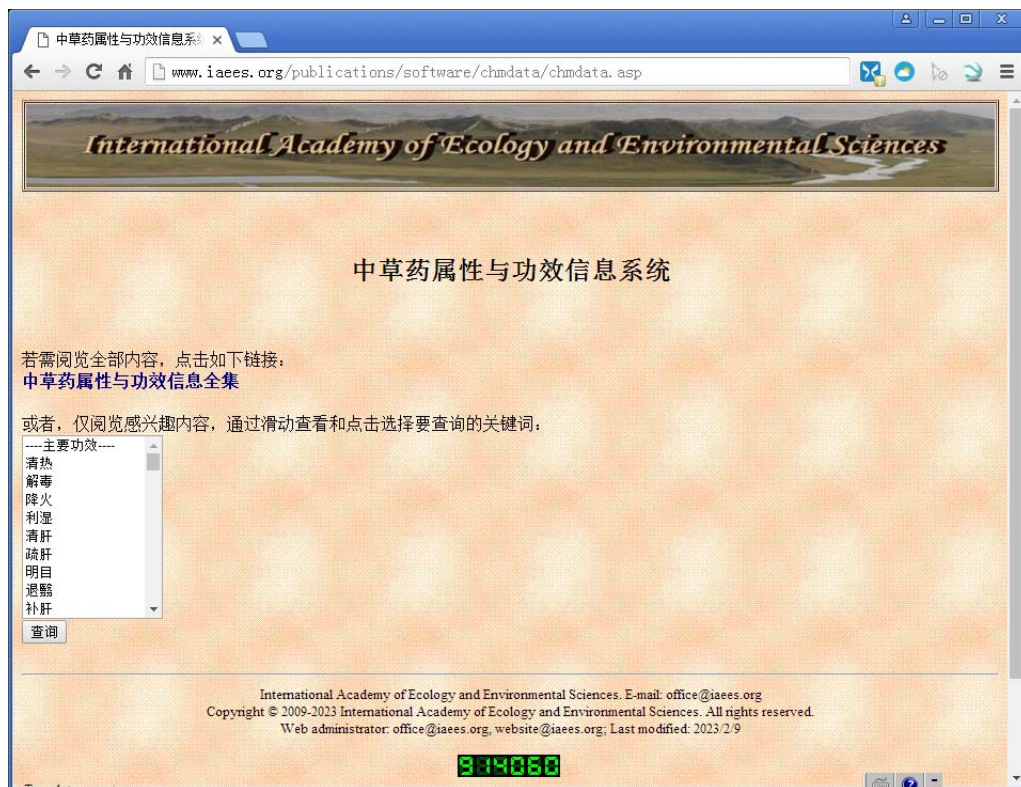 中草药属性与功效信息系
www.iaees.org/publications/software/chmdata/chmdata.asp
International Academy of Ecology and Environmental Sciences
中草药属性与功效信息系统
若需阅览全部内容，点击如下链接：
中草药属性与功效信息全集
或者，仅阅览感兴趣内容，通过滑动查看和点击选择要查询的关键词：
----主要功效----
清热
解毒
降火
利湿
清肝
疏肝
明目
退翳
补肝
查询
International Academy of Ecology and Environmental Sciences. E-mail: office@iaees.org
Copyright © 2009-2023 International Academy of Ecology and Environmental Sciences. All rights reserved.
Web administrator: office@iaees.org, website@iaees.org; Last modified: 2023/2/9
914060